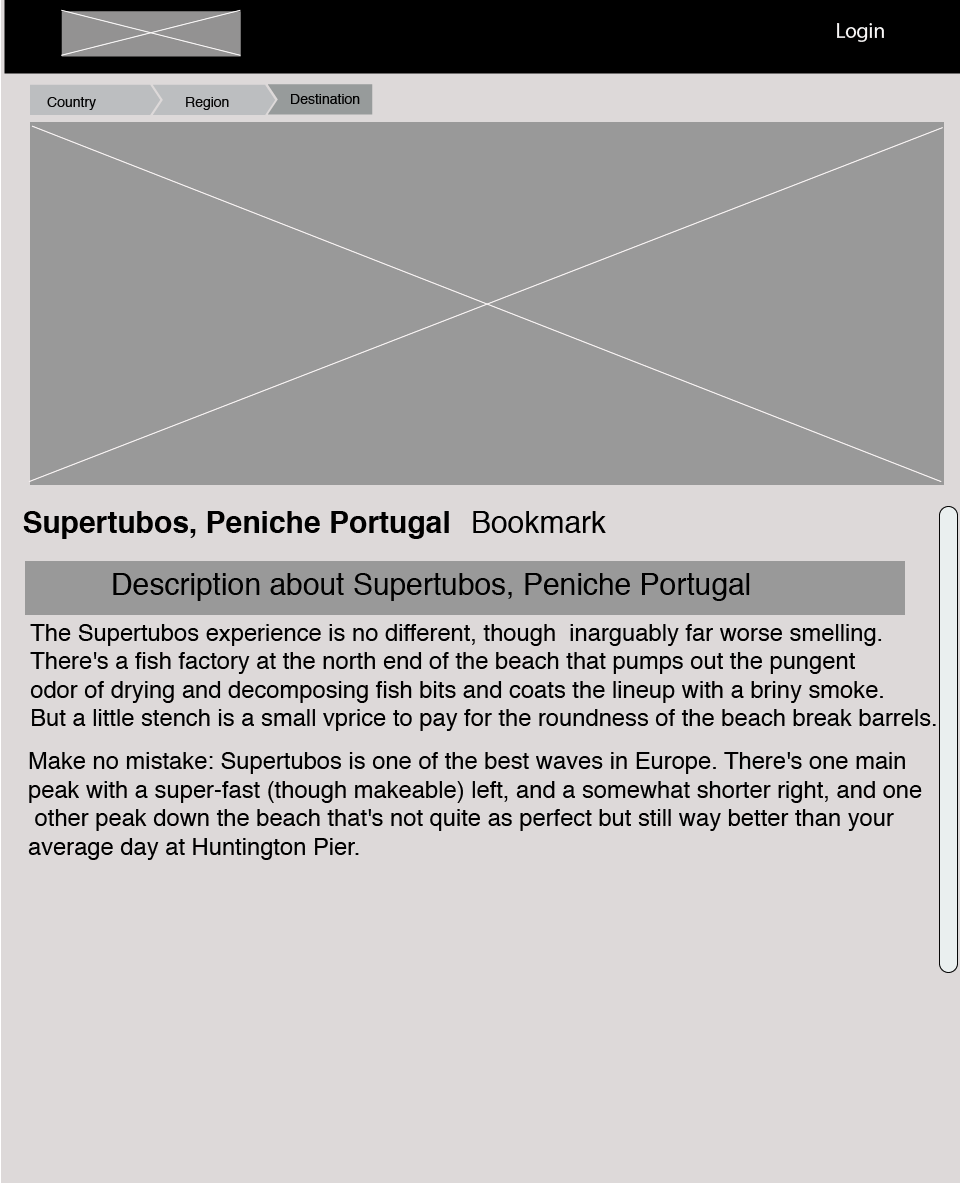 Login
Country Region Destination
Supertubos, Peniche Portugal Bookmark
Description about Supertubos, Peniche Portugal
The Supertubos experience is no different, though  inarguably far worse smelling.
There's a fish factory at the north end of the beach that pumps out the pungent
odor of drying and decomposing fish bits and coats the lineup with a briny smoke.
But a little stench is a small vprice to pay for the roundness of the beach break barrels.
Make no mistake: Supertubos is one of the best waves in Europe. There's one main
peak with a super-fast (though makeable) left, and a somewhat shorter right, and one
other peak down the beach that's not quite as perfect but still way better than your
average day at Huntington Pier.